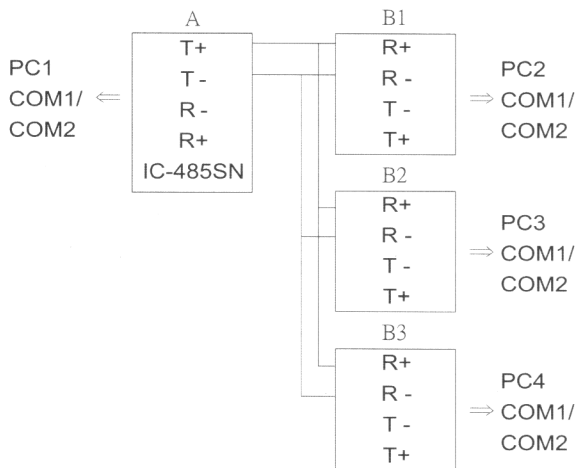 A
T+
T -
R -
R+
IC-485SN
PC1
COM1/
COM2
B1
R+
R -
T -
T+
PC2
COM1/
COM2
B2
R+
R -
T -
T+
PC3
COM1/
COM2
B3
R+
R -
T -
T+
PC4
COM1/
COM2